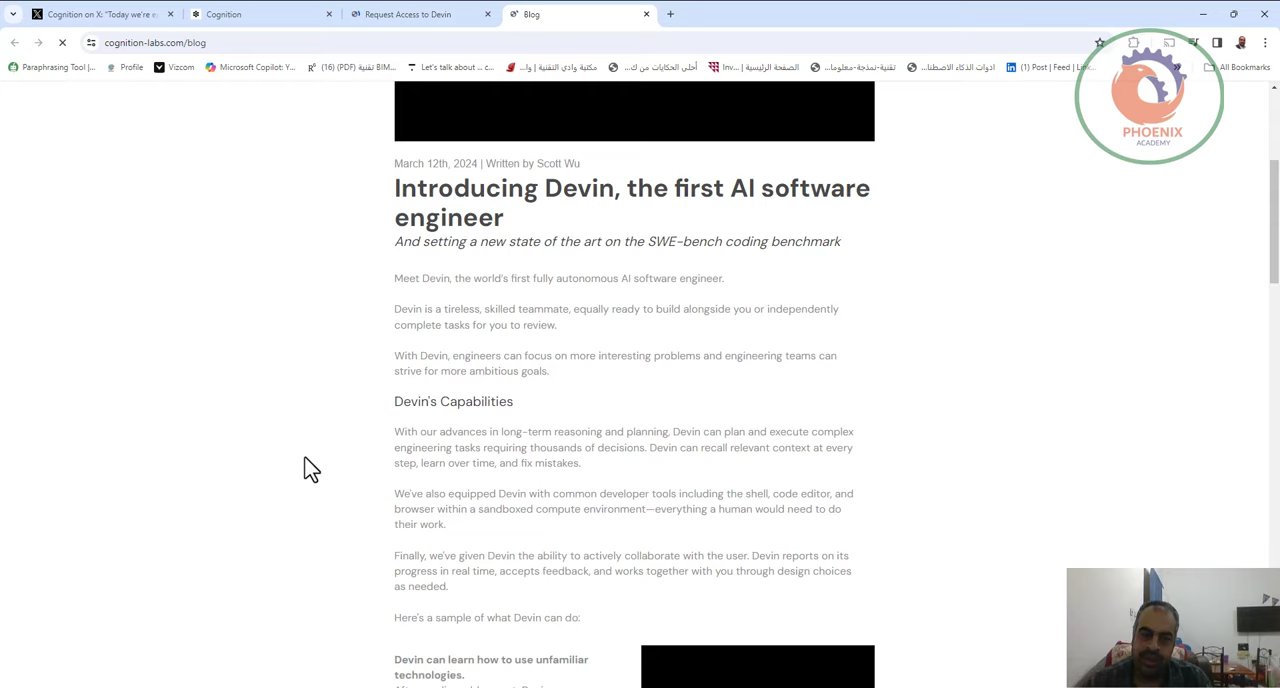 Cognition on X: "Today we're e
Cognition
Request Access to Devin
Blog
cognition-labs.com/blog
Paraphrasing Tool |...
Profile
Vizcom
Microsoft Copilot: Y...
(16) (PDF) BIM تقنية...
مكتبة وادي التقنية | وا...
أحلى الحكايات من ك...
Inv... | الصفحة الرئيسية
تقنية-نمذجة-معلوما...
ادوات الذكاء الاصطنا...
(1) Post | Feed | Link...
All Bookmarks
PHOENIX
ACADEMY
March 12th, 2024 | Written by Scott Wu
Introducing Devin, the first AI software
engineer
And setting a new state of the art on the SWE-bench coding benchmark
Meet Devin, the world's first fully autonomous AI software engineer.
Devin is a tireless, skilled teammate, equally ready to build alongside you or independently
complete tasks for you to review.
With Devin, engineers can focus on more interesting problems and engineering teams can
strive for more ambitious goals.
Devin's Capabilities
With our advances in long-term reasoning and planning, Devin can plan and execute complex
engineering tasks requiring thousands of decisions. Devin can recall relevant context at every
step, learn over time, and fix mistakes.
We've also equipped Devin with common developer tools including the shell, code editor, and
browser within a sandboxed compute environment—everything a human would need to do
their work.
Finally, we've given Devin the ability to actively collaborate with the user. Devin reports on its
progress in real time, accepts feedback, and works together with you through design choices
as needed.
Here's a sample of what Devin can do:
Devin can learn how to use unfamiliar
technologies.